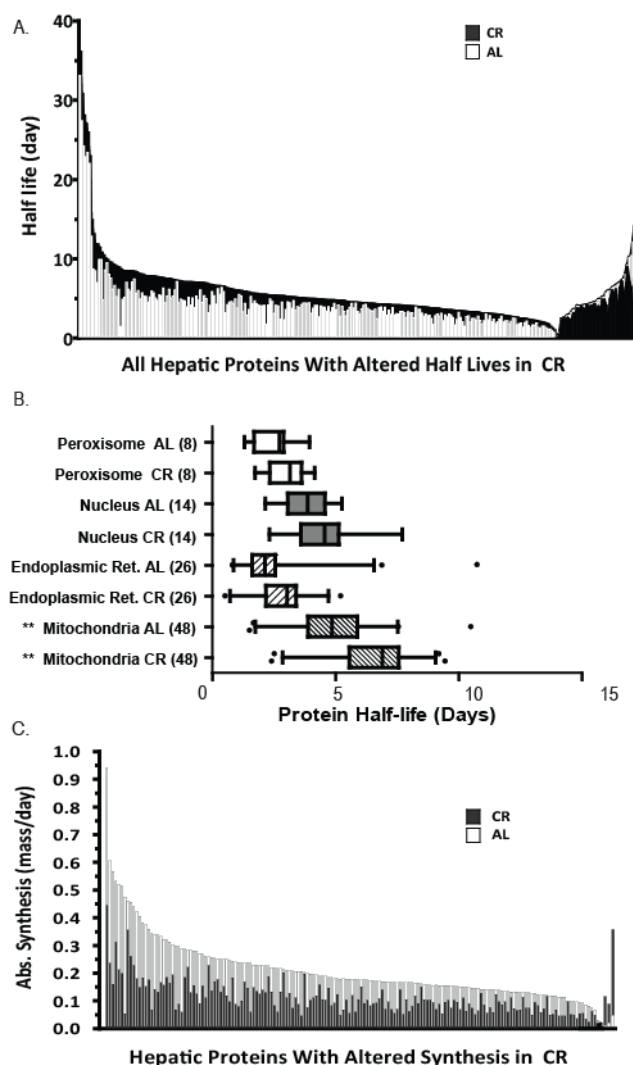 A.
40
30
20
10
0
Half life (day)
CR
AL
All Hepatic Proteins With Altered Half Lives in CR
B.
Peroxisome AL (8)
Peroxisome CR (8)
Nucleus AL (14)
Nucleus CR (14)
Endoplasmic Ret. AL (26)
Endoplasmic Ret. CR (26)
** Mitochondria AL (48)
** Mitochondria CR (48)
0 5 10 15
Protein Half-life (Days)
C.
1.0
0.9
0.8
0.7
0.6
0.5
0.4
0.3
0.2
0.1
0.0
Abs. Synthesis (mass/day)
CR
AL
Hepatic Proteins With Altered Synthesis in CR